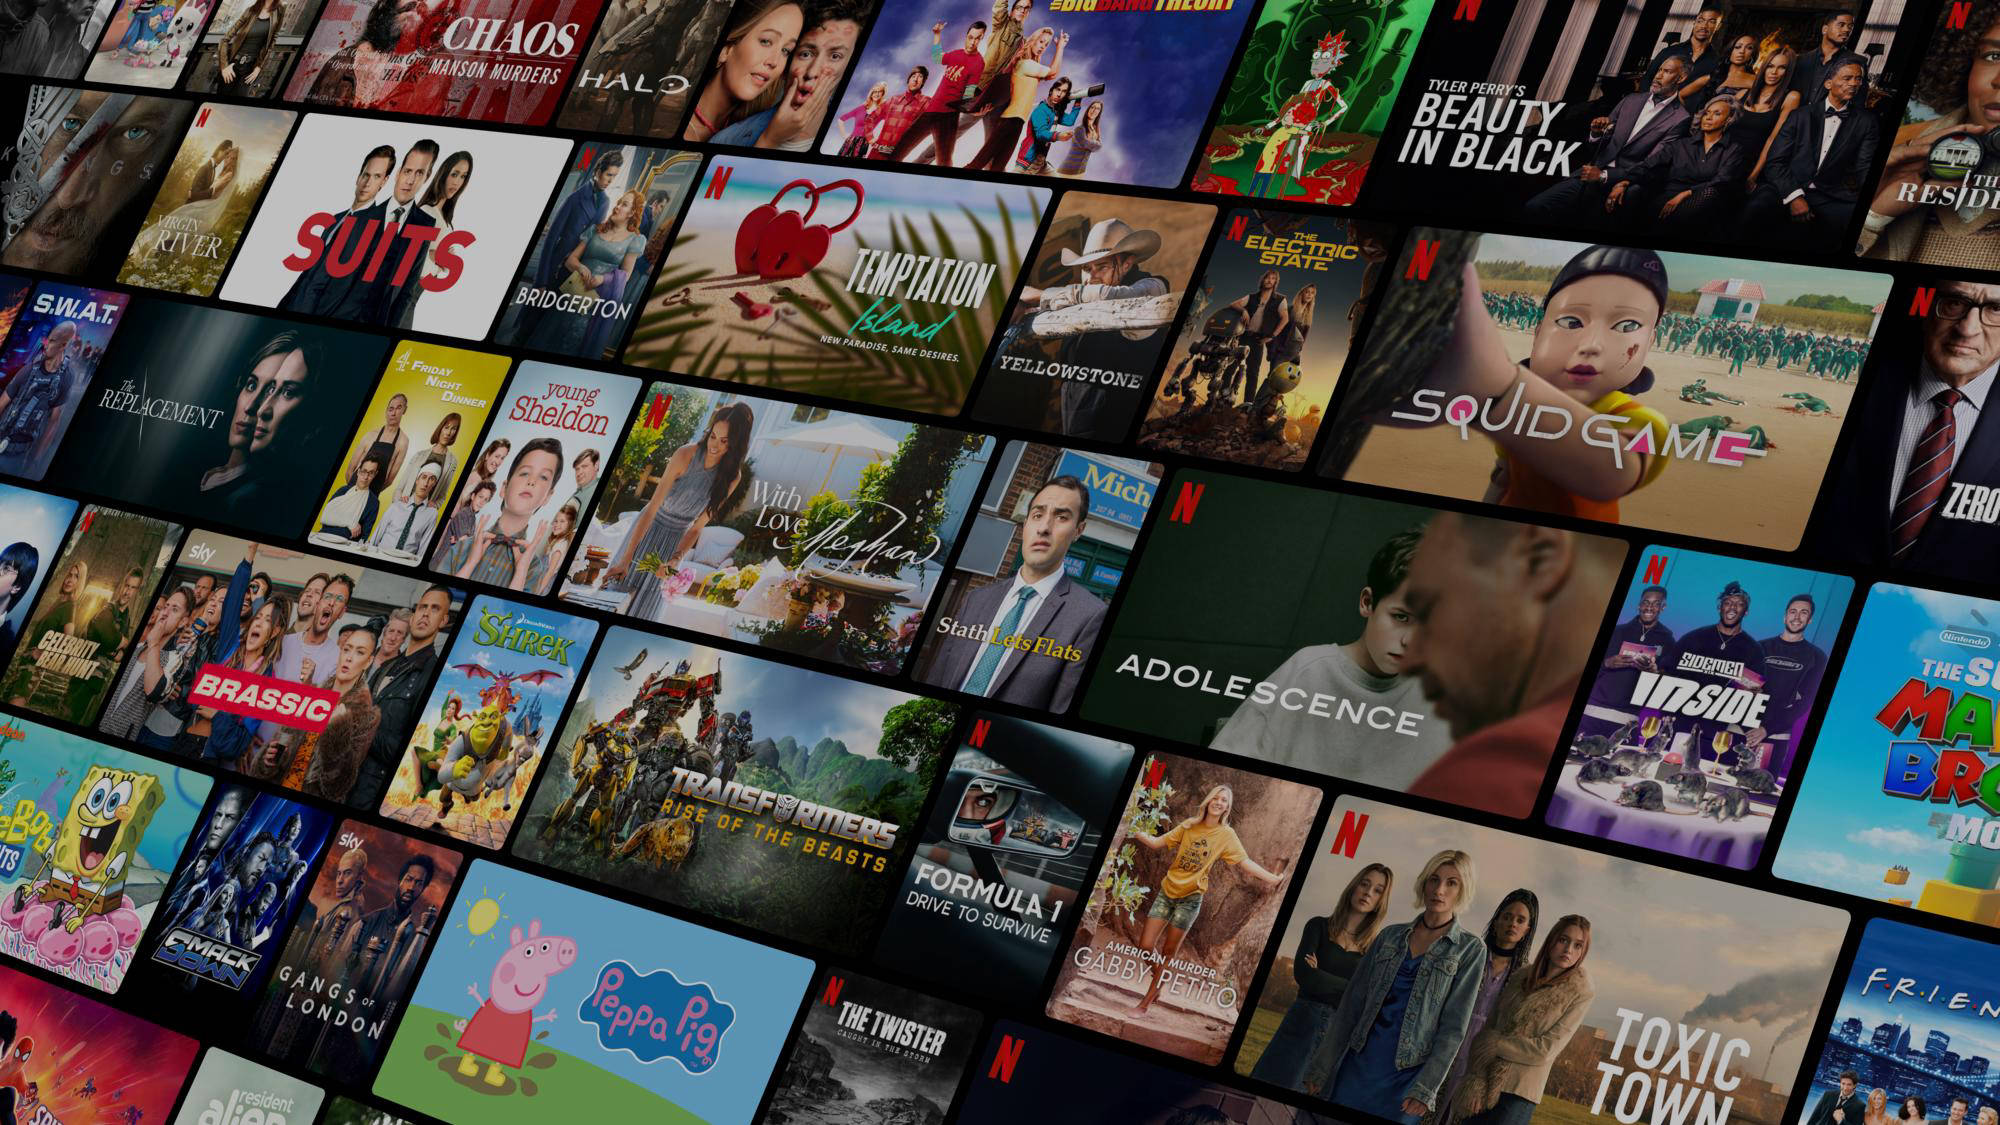 CHAOS
THE
MANSON MURDERS
HALO
THE BIG BANG THEORY
N
TYLER PERRY'S
BEAUTY
IN BLACK
N
THE
RESIDE
K
N G S
N
VIRGIN
RIVER
SUITS
N
BRIDGERTON
N
TEMPTATION
Island
NEW PARADISE, SAME DESIRES.
YELLOWSTONE
N
THE
ELECTRIC
STATE
N
SQUID GAME
N
ZERO
S.W.A.T.
The
REPLACEMENT
4
FRIDAY
NIGHT
DINNER
young
Sheldon
N
With
Love,
Meghan
Mich
Stath Lets Flats
N
ADOLESCENCE
N
SIDEMEN
INSIDE
Nintendo
THE SU
MA
BRO
MO
N
CELEBRITY
BEAR HUNT
sky
BRASSIC
DREAMWORKS
SHREK
TRANSFORMERS
RISE OF THE BEASTS
N
FORMULA 1
DRIVE TO SURVIVE
N
AMERICAN MURDER
GABBY PETITO
N
TOXIC
TOWN
F·R·I·E·N
eBOB
NTS
SMACK
DOWN
sky
GANGS OF
LONDON
Peppa Pig
N
THE TWISTER
CAUGHT IN THE STORM
N
resident
alien